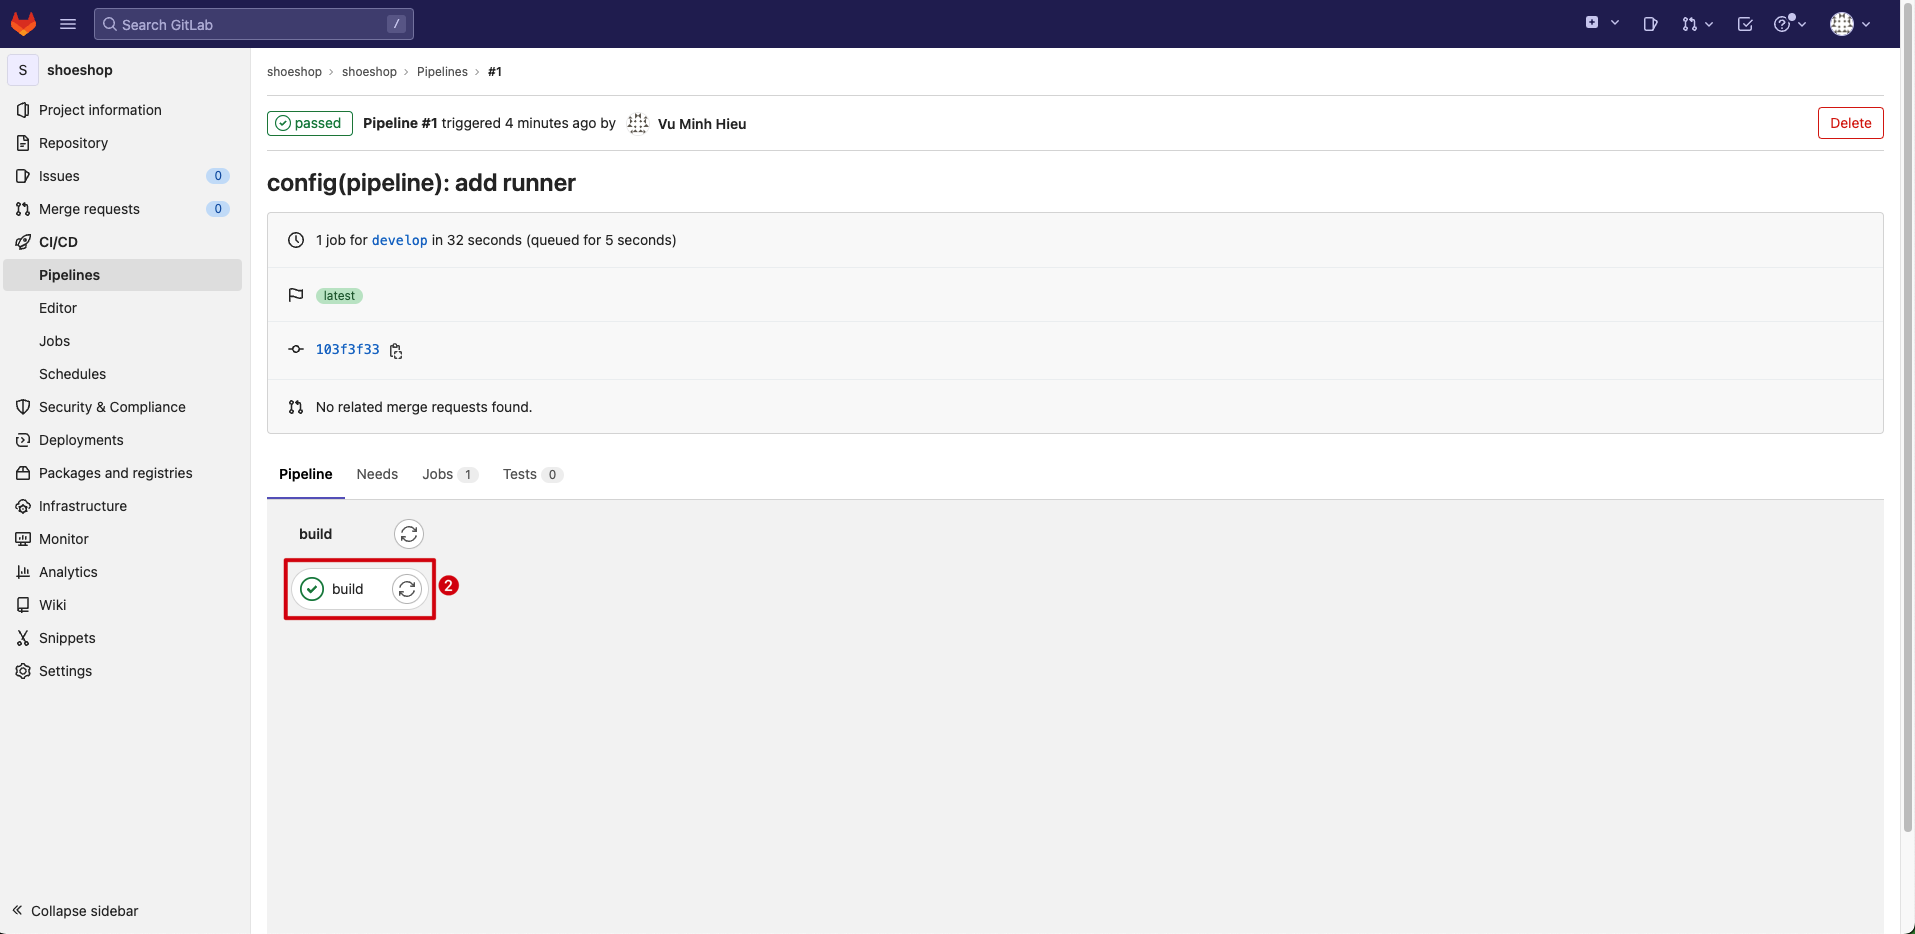 Search GitLab /
S shoeshop
Project information
Repository
Issues 0
Merge requests 0
CI/CD
Pipelines
Editor
Jobs
Schedules
Security & Compliance
Deployments
Packages and registries
Infrastructure
Monitor
Analytics
Wiki
Snippets
Settings
Collapse sidebar
shoeshop › shoeshop › Pipelines › #1
passed Pipeline #1 triggered 4 minutes ago by Vu Minh Hieu
Delete
config(pipeline): add runner
1 job for develop in 32 seconds (queued for 5 seconds)
latest
103f3f33
No related merge requests found.
Pipeline Needs Jobs 1 Tests 0
build
build 2